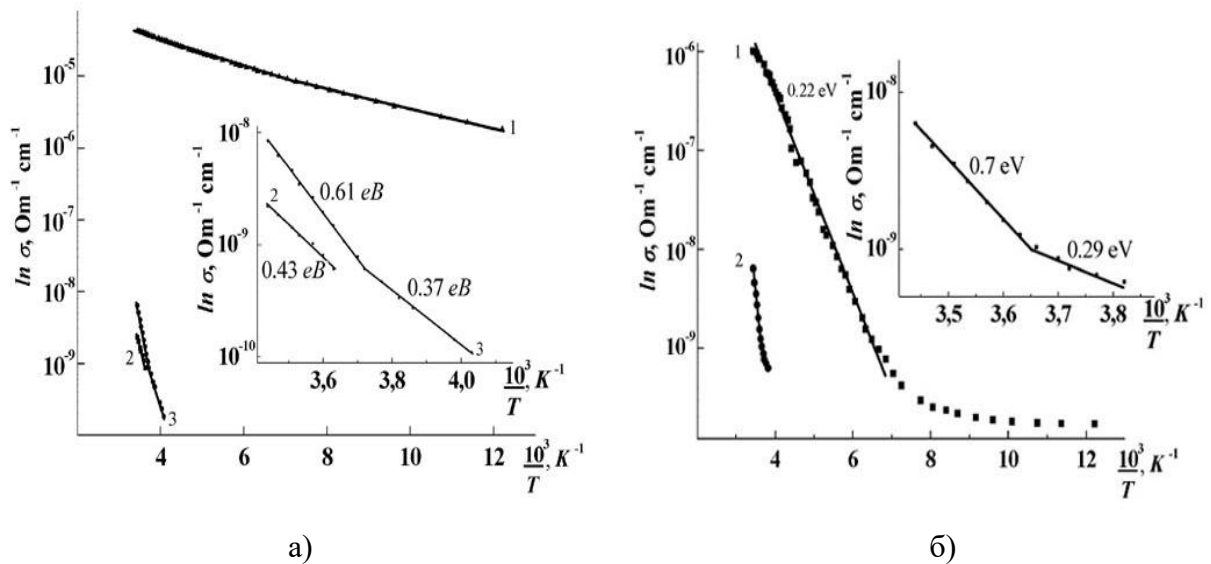 ln σ, Om⁻¹ cm⁻¹
10⁻⁵
10⁻⁶
10⁻⁷
10⁻⁸
10⁻⁹
1
2
3
4 6 8 10 12
10³/T, K⁻¹
ln σ, Om⁻¹ cm⁻¹
10⁻⁸
10⁻⁹
10⁻¹⁰
0.61 eB
2
0.43 eB
0.37 eB
3
3,6 3,8 4,0
10³/T, K⁻¹
а)
ln σ, Om⁻¹ cm⁻¹
10⁻⁶
10⁻⁷
10⁻⁸
10⁻⁹
1
0.22 eV
2
4 6 8 10 12
10³/T, K⁻¹
ln σ, Om⁻¹ cm⁻¹
10⁻⁸
10⁻⁹
0.7 eV
0.29 eV
3,5 3,6 3,7 3,8
10³/T, K⁻¹
б)